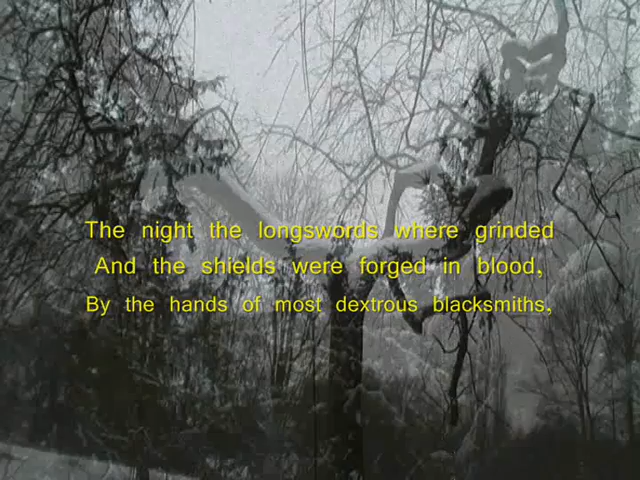 The night the longswords where grinded
And the shields were forged in blood,
By the hands of most dextrous blacksmiths,